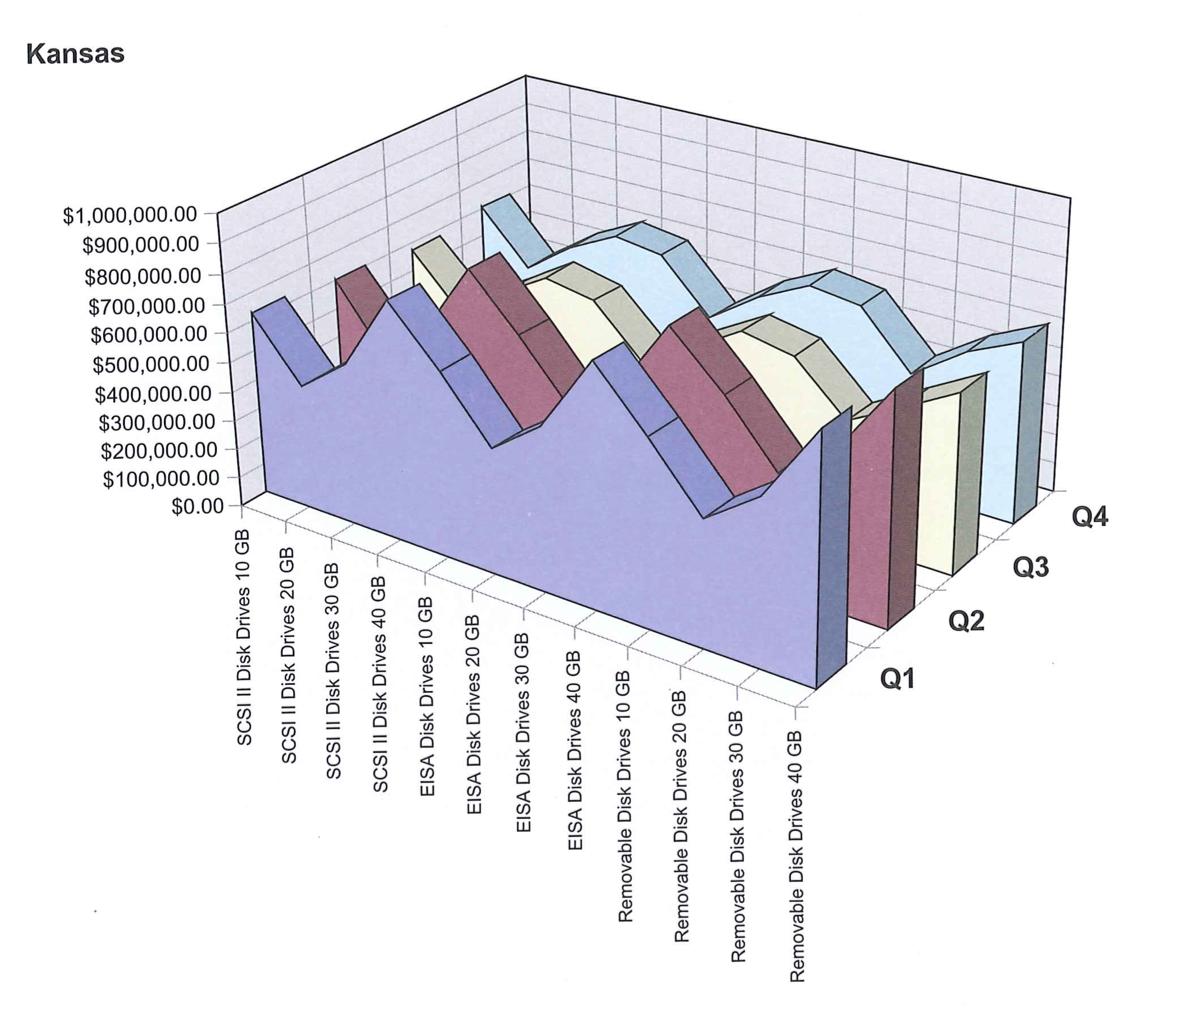 Kansas
$1,000,000.00
$900,000.00
$800,000.00
$700,000.00
$600,000.00
$500,000.00
$400,000.00
$300,000.00
$200,000.00
$100,000.00
$0.00
SCSI II Disk Drives 10 GB
SCSI II Disk Drives 20 GB
SCSI II Disk Drives 30 GB
SCSI II Disk Drives 40 GB
EISA Disk Drives 10 GB
EISA Disk Drives 20 GB
EISA Disk Drives 30 GB
EISA Disk Drives 40 GB
Removable Disk Drives 10 GB
Removable Disk Drives 20 GB
Removable Disk Drives 30 GB
Removable Disk Drives 40 GB
Q1
Q2
Q3
Q4